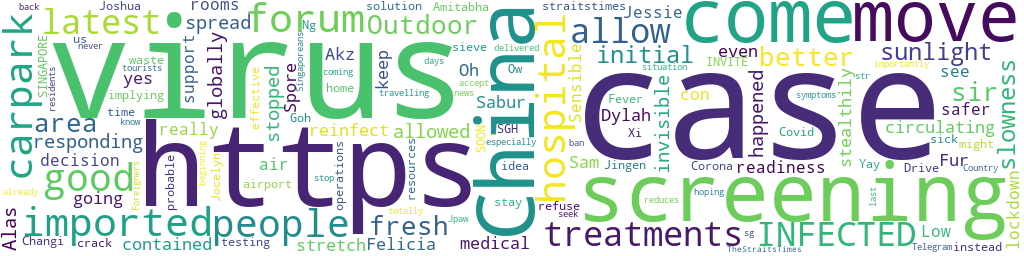 back
Joshua
rooms
Ng
solution
Amitabha
straitstimes
Jessie
come
move
latest
spread
forum
Outdoor
allow
us
never
Akz
sieve
delivered
initial
INVITE
even
better
sunlight
carpark
SINGAPORE
waste
tourists
yes
implying
virus
support
globally
effective
stopped
Spore
coming
home
Singaporeans
keep
Oh
days
travelling
Ow
accept
news
China
hospital
Sensible
situation
invisible
con
case
happened
stealthily
importantly
see
str
sir
safer
residents
area
time
know
responding
decision
good
going
really
https
Goh
reinfect
allowed
Sabur
SOON
SGH
especially
Fever
Dylah
Xi
symptoms
Covid
circulating
ban
sick
might
already
Foreigners
probable
beginning
Jocelyn
air
airport
stop
operations
resources
contained
idea
Sam
Jingen
Corona
readiness
Yay
Fur
Drive
Country
slowness
lockdown
Alas
imported
people
totally
fresh
Jpaw
stay
refuse
seek
hoping
reduces
screening
last
Changi
crack
testing
stretch
Felicia
medical
treatments
sg
TheStraitsTimes
INFECTED
Low
Telegram
instead